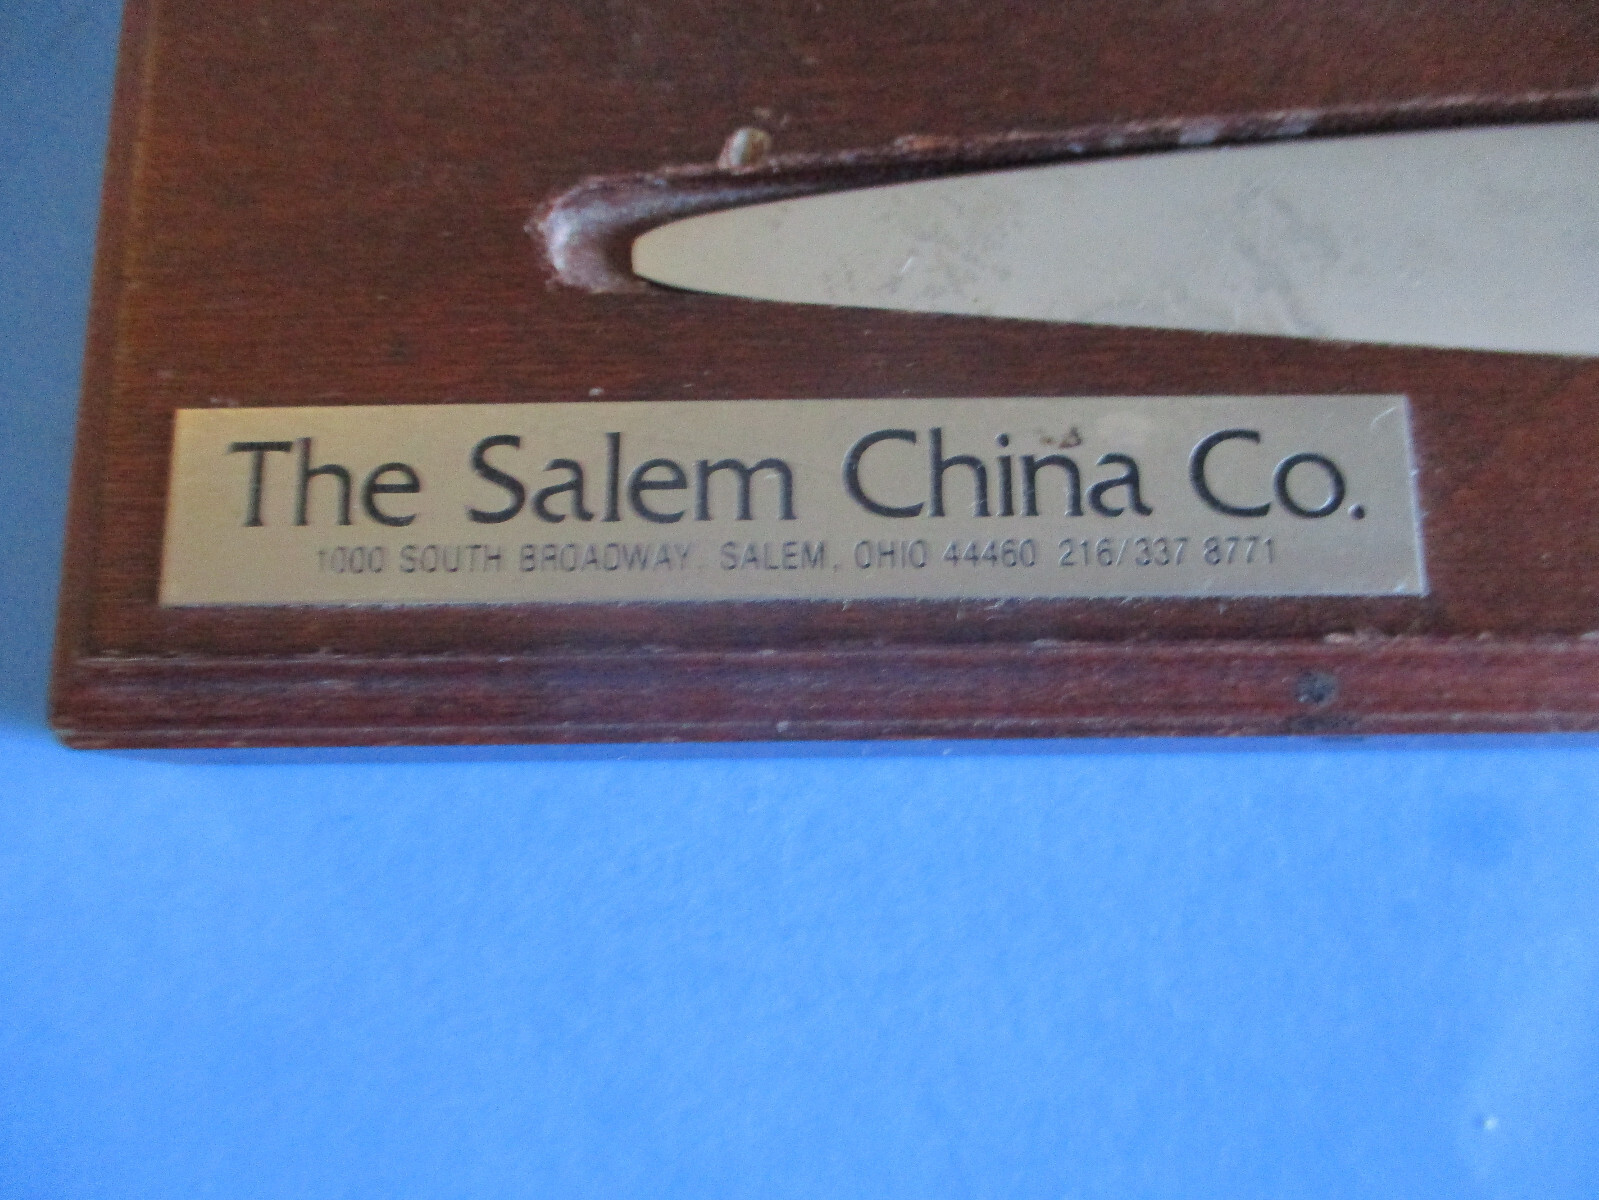 The Salem China Co.
1000 SOUTH BROADWAY, SALEM, OHIO 44460 216/337 8771